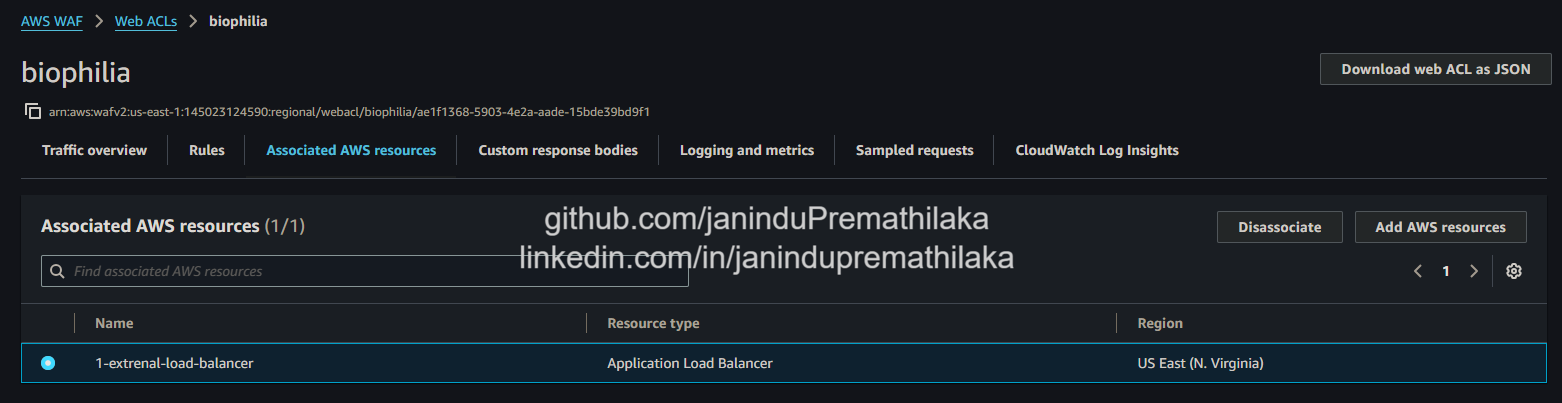 AWS WAF > Web ACLs > biophilia
biophilia
Download web ACL as JSON
arn:aws:wafv2:us-east-1:145023124590:regional/webacl/biophilia/ae1f1368-5903-4e2a-aade-15bde39bd9f1
Traffic overview Rules Associated AWS resources Custom response bodies Logging and metrics Sampled requests CloudWatch Log Insights
Associated AWS resources (1/1)
github.com/janinduPremathilaka
Disassociate Add AWS resources
linkedin.com/in/janindupremathilaka
Find associated AWS resources
< 1 >
Name Resource type Region
1-extrenal-load-balancer Application Load Balancer US East (N. Virginia)